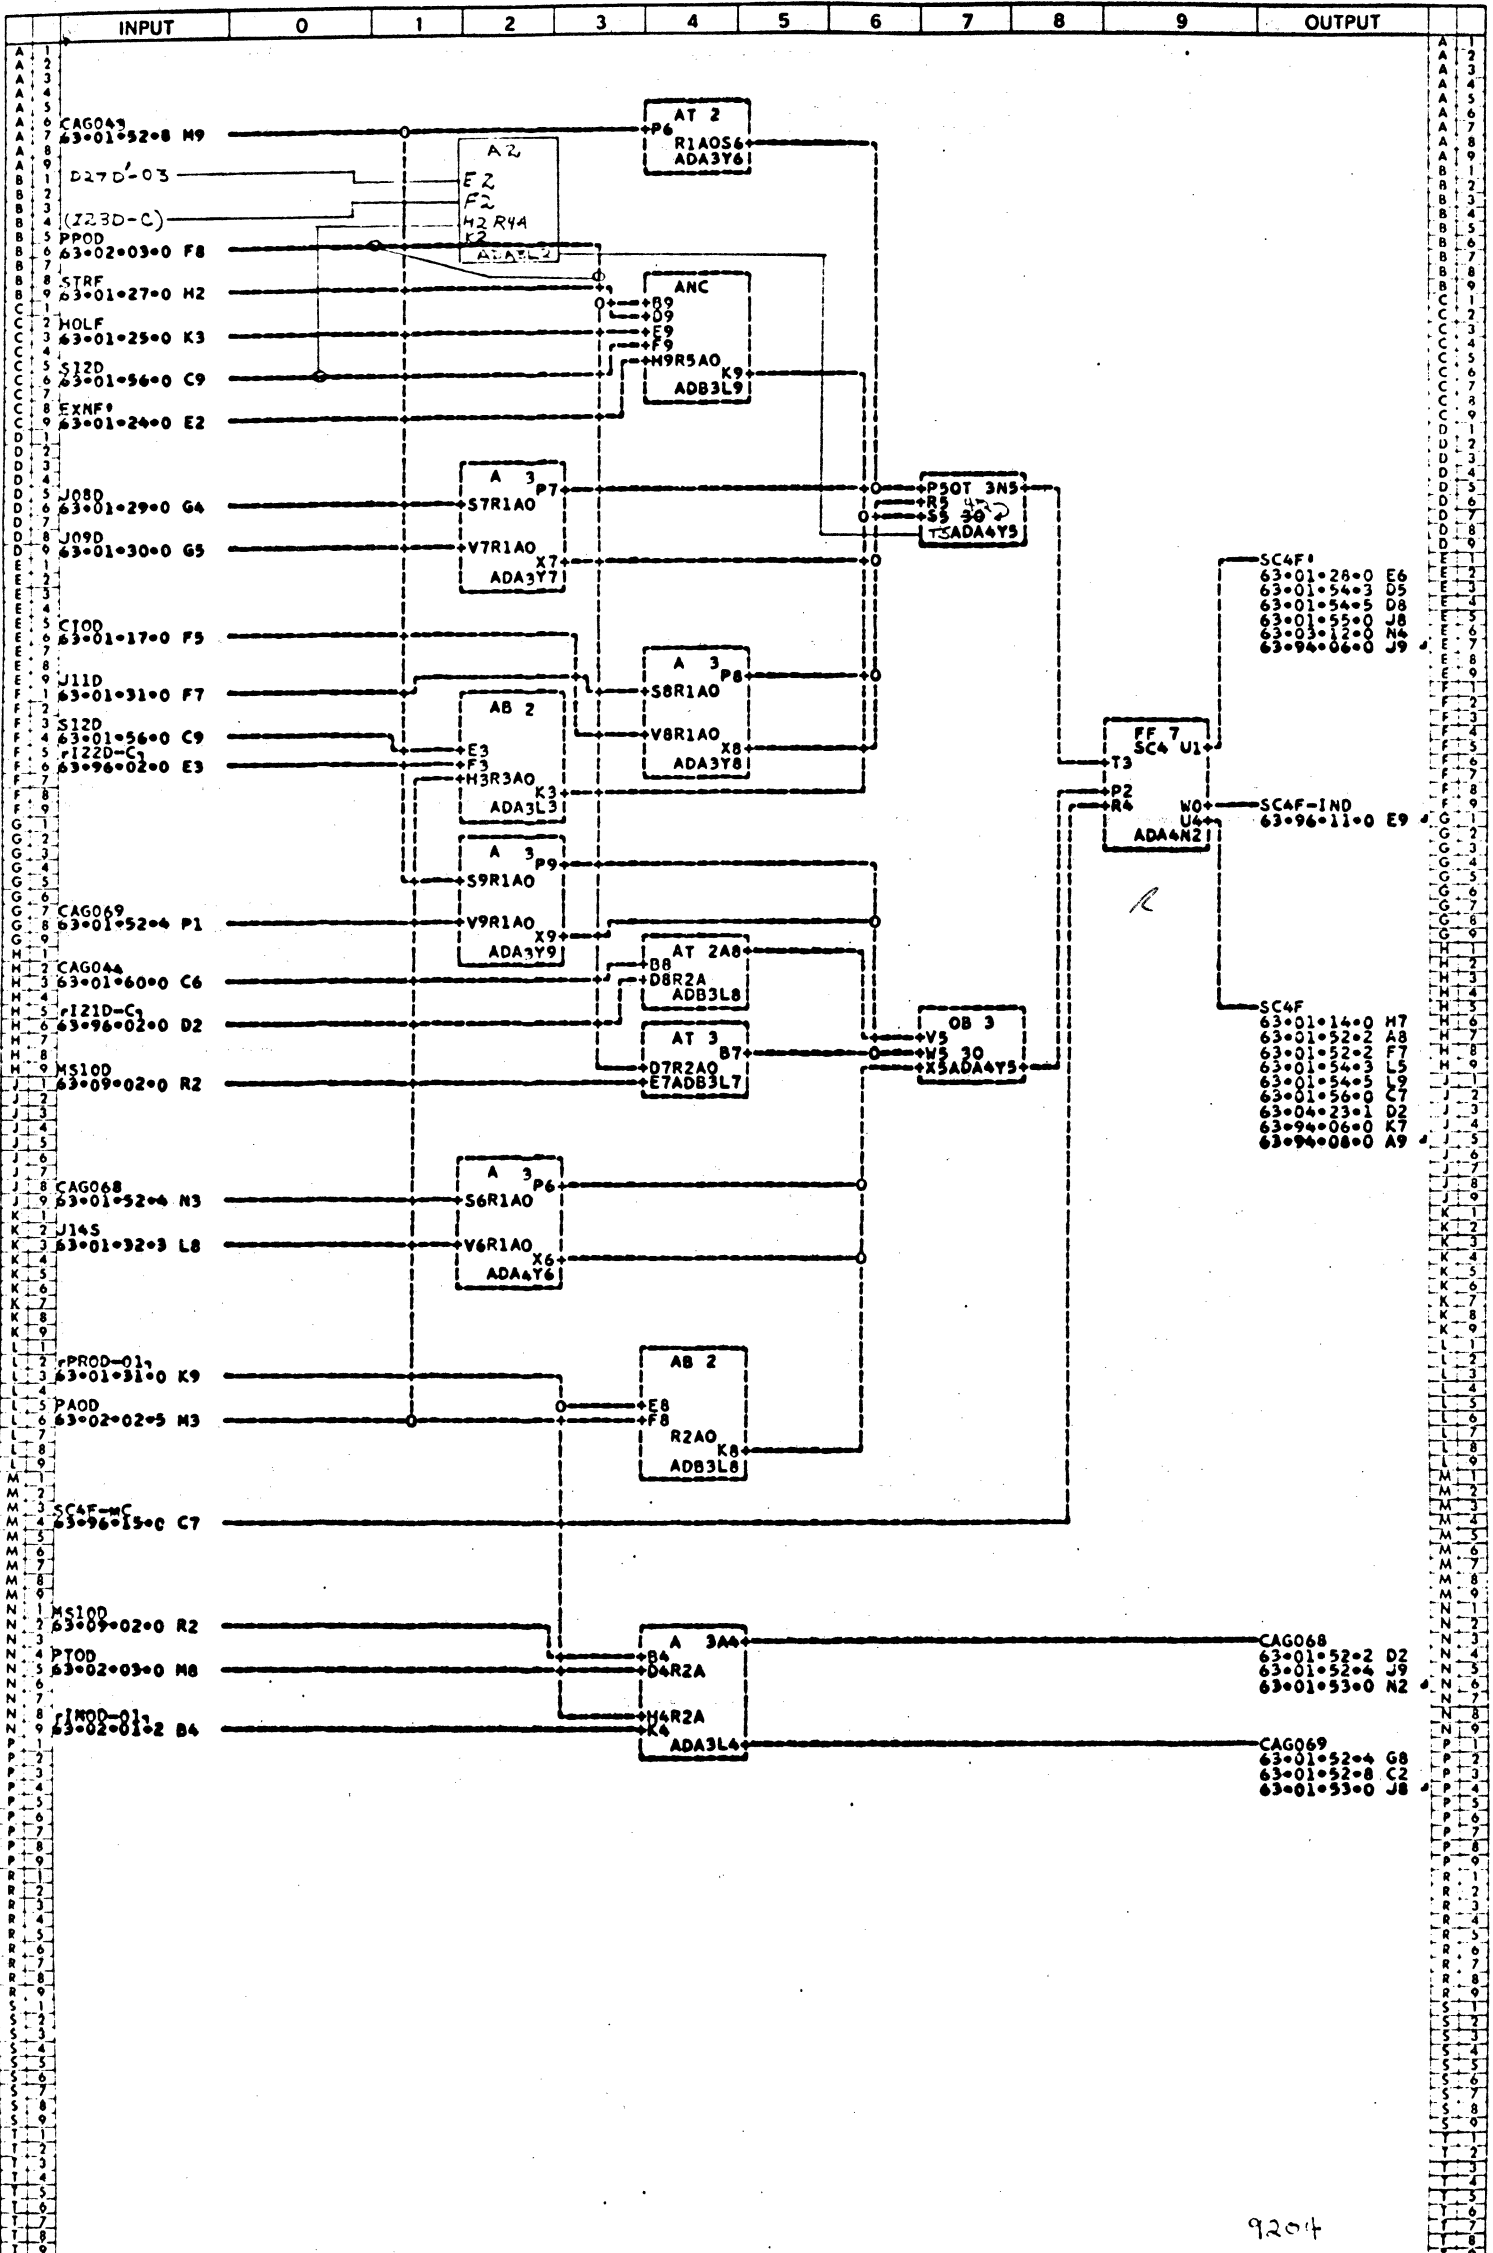 INPUT 0 1 2 3 4 5 6 7 8 9 OUTPUT
CAG043
63•01•52•8 M9
D27D'-03
(I23D-C)
PPOD
63•02•03•0 F8
STRF
63•01•27•0 H2
HOLF
63•01•25•0 K3
S12D
63•01•56•0 C9
EXNF'
63•01•24•0 E2
J08D
63•01•29•0 G4
J09D
63•01•30•0 G5
CIOD
63•01•17•0 F5
J11D
63•01•31•0 F7
S12D
63•01•56•0 C9
rI22D-C┐
63•96•02•0 E3
CAG069
63•01•52•4 P1
CAG044
63•01•60•0 C6
rI21D-C┐
63•96•02•0 D2
MS10D
63•09•02•0 R2
CAG068
63•01•52•4 N3
J14S
63•01•32•3 L8
rPROD-01┐
63•01•31•0 K9
PAOD
63•02•02•5 M3
SC4F-MC
63•96•15•0 C7
MS10D
63•09•02•0 R2
PTOD
63•02•03•0 M8
rIMOD-01┐
63•02•01•2 B4
A2
E2
F2
H2 R4A
K2
ADA3L2
A 3
P7
S7R1A0
V7R1A0
X7
ADA3Y7
AB 2
E3
F3
H3R3A0
K3
ADA3L3
A 3
P9
S9R1A0
V9R1A0
X9
ADA3Y9
A 3
P6
S6R1A0
V6R1A0
X6
ADA4Y6
AT 2
P6
R1A0S6
ADA3Y6
ANC
B9
D9
E9
F9
H9R5A0
K9
ADB3L9
A 3
P8
S8R1A0
V8R1A0
X8
ADA3Y8
AT 2A8
B8
D8R2A
ADB3L8
AT 3
B7
D7R2A0
E7ADB3L7
AB 2
E8
F8
R2A0
K8
ADB3L8
A 3A4
B4
D4R2A
H4R2A
K4
ADA3L4
P5OT 3N5
R5
S5 30
T5ADA4Y5
OB 3
V5
W5 30
X5ADA4Y5
FF 7
SC4 U1
T3
P2
R4 W0
U4
ADA4N2
R
SC4F'
63•01•28•0 E6
63•01•54•3 D5
63•01•54•5 D8
63•01•55•0 J8
63•03•12•0 N4
63•94•06•0 J9
SC4F-IND
63•96•11•0 E9
SC4F
63•01•14•0 H7
63•01•52•2 A8
63•01•52•2 F7
63•01•54•3 L5
63•01•54•5 L9
63•01•56•0 C7
63•04•23•1 D2
63•94•06•0 K7
63•94•08•0 A9
CAG068
63•01•52•2 D2
63•01•52•4 J9
63•01•53•0 N2
CAG069
63•01•52•4 G8
63•01•52•8 C2
63•01•53•0 J8
9204